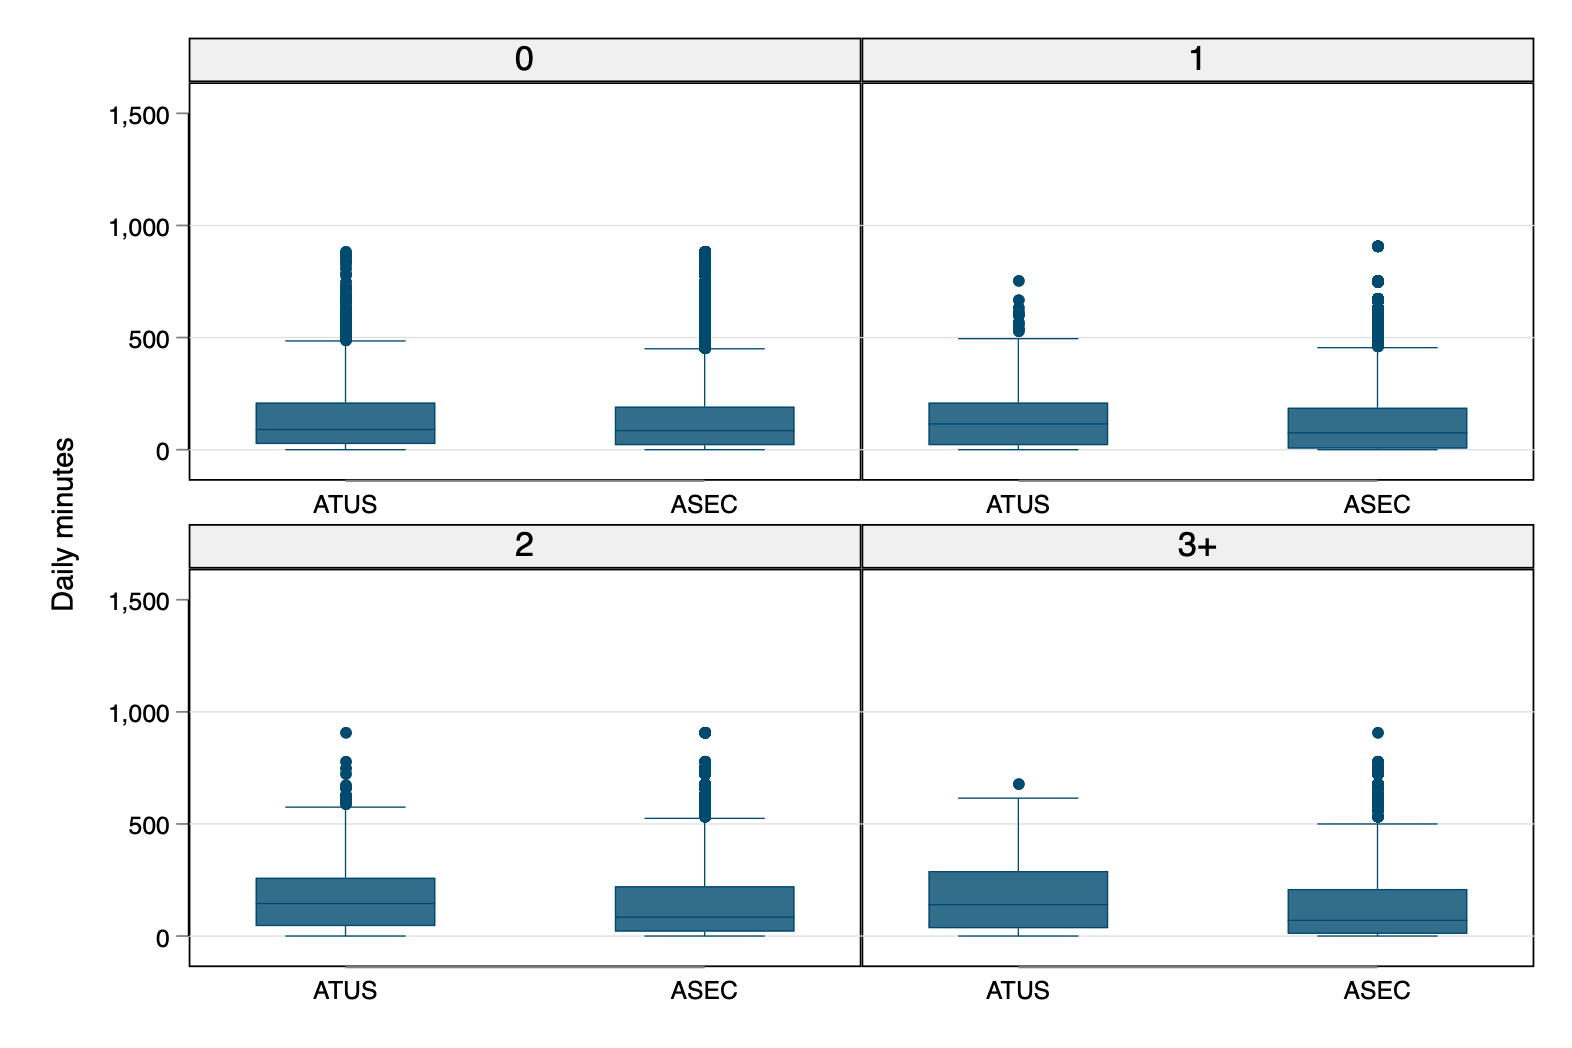 0
1
1,500
1,000
500
0
ATUS
ASEC
ATUS
ASEC
Daily minutes
2
3+
1,500
1,000
500
0
ATUS
ASEC
ATUS
ASEC